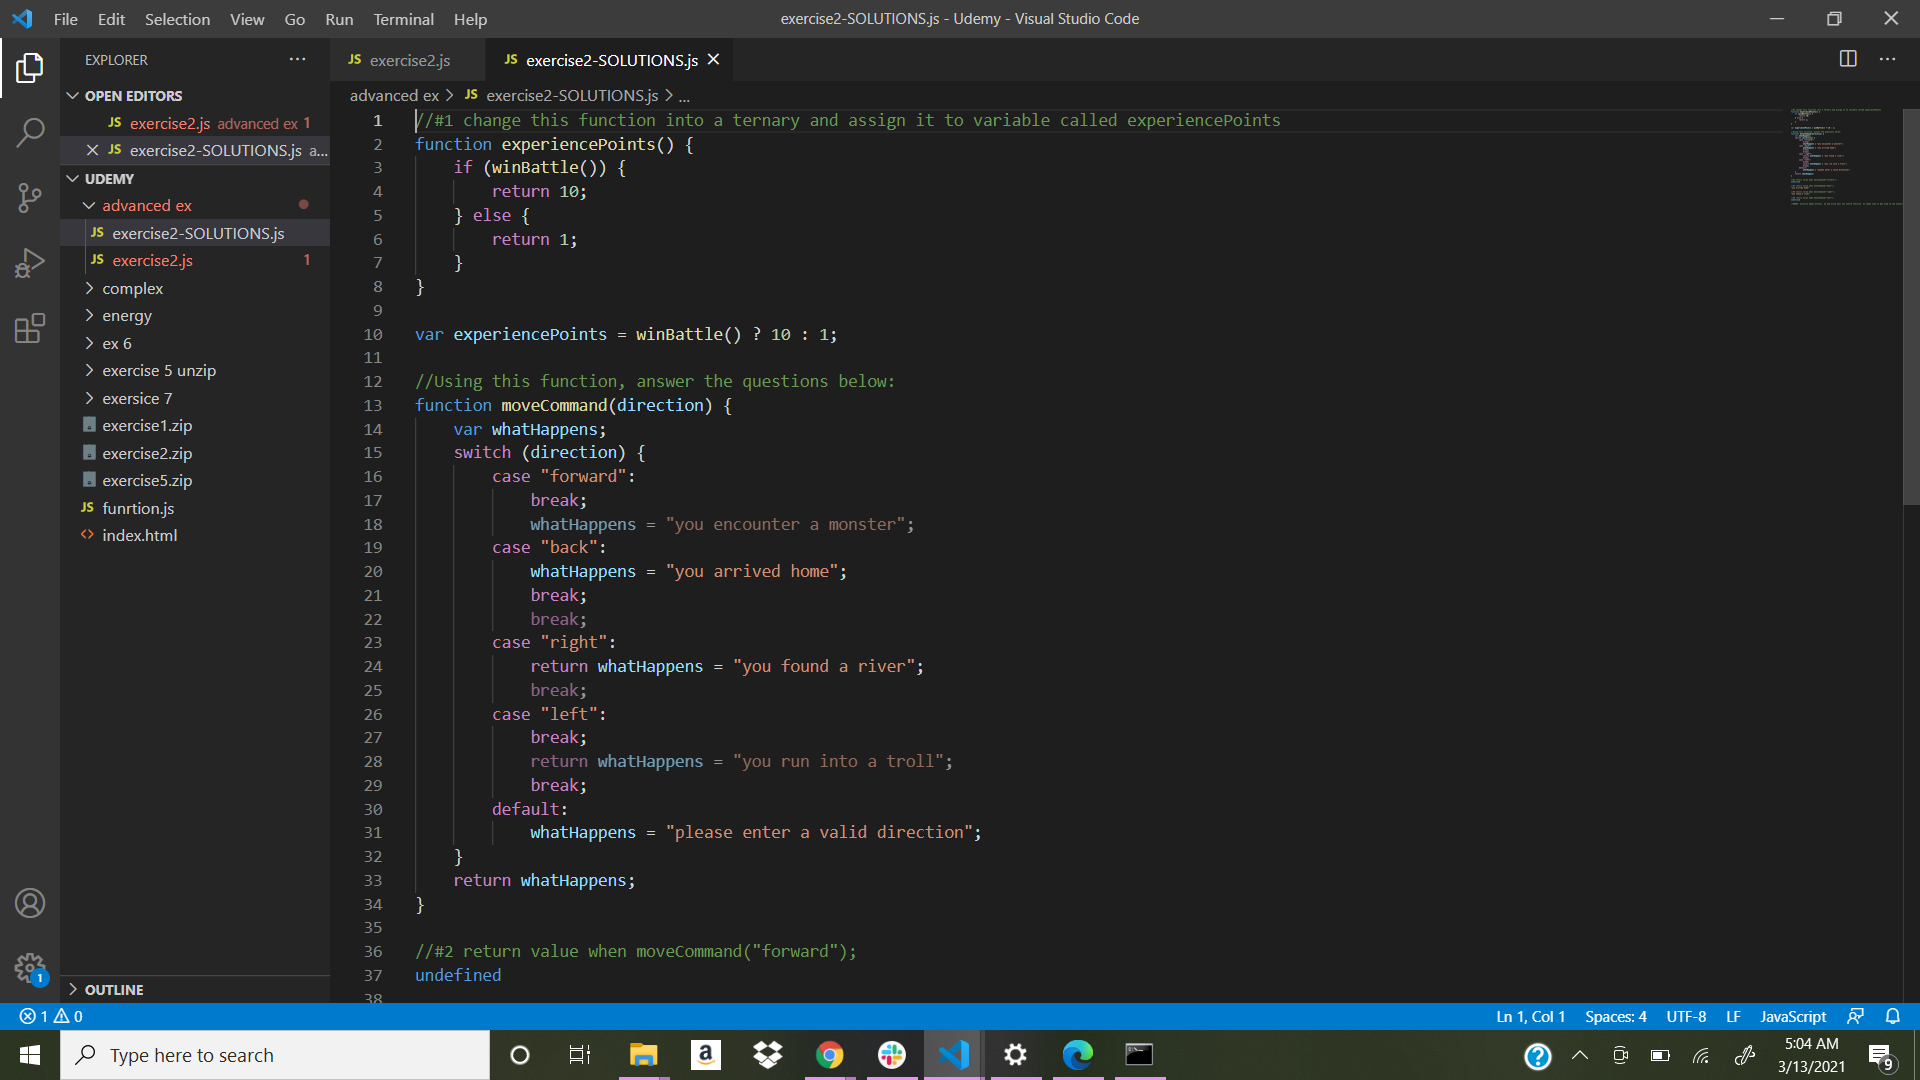 File Edit Selection View Go Run Terminal Help
exercise2-SOLUTIONS.js - Udemy - Visual Studio Code
EXPLORER
OPEN EDITORS
JS exercise2.js advanced ex 1
JS exercise2-SOLUTIONS.js a...
UDEMY
advanced ex
JS exercise2-SOLUTIONS.js
JS exercise2.js 1
complex
energy
ex 6
exercise 5 unzip
exersice 7
exercise1.zip
exercise2.zip
exercise5.zip
JS funrtion.js
<> index.html
OUTLINE
JS exercise2.js
JS exercise2-SOLUTIONS.js
advanced ex > JS exercise2-SOLUTIONS.js > ...
1 //#1 change this function into a ternary and assign it to variable called experiencePoints
2 function experiencePoints() {
3 if (winBattle()) {
4 return 10;
5 } else {
6 return 1;
7 }
8 }
9
10 var experiencePoints = winBattle() ? 10 : 1;
11
12 //Using this function, answer the questions below:
13 function moveCommand(direction) {
14 var whatHappens;
15 switch (direction) {
16 case "forward":
17 break;
18 whatHappens = "you encounter a monster";
19 case "back":
20 whatHappens = "you arrived home";
21 break;
22 break;
23 case "right":
24 return whatHappens = "you found a river";
25 break;
26 case "left":
27 break;
28 return whatHappens = "you run into a troll";
29 break;
30 default:
31 whatHappens = "please enter a valid direction";
32 }
33 return whatHappens;
34 }
35
36 //#2 return value when moveCommand("forward");
37 undefined
38
1
1 0
Ln 1, Col 1 Spaces: 4 UTF-8 LF JavaScript
Type here to search
a
5:04 AM
3/13/2021
9